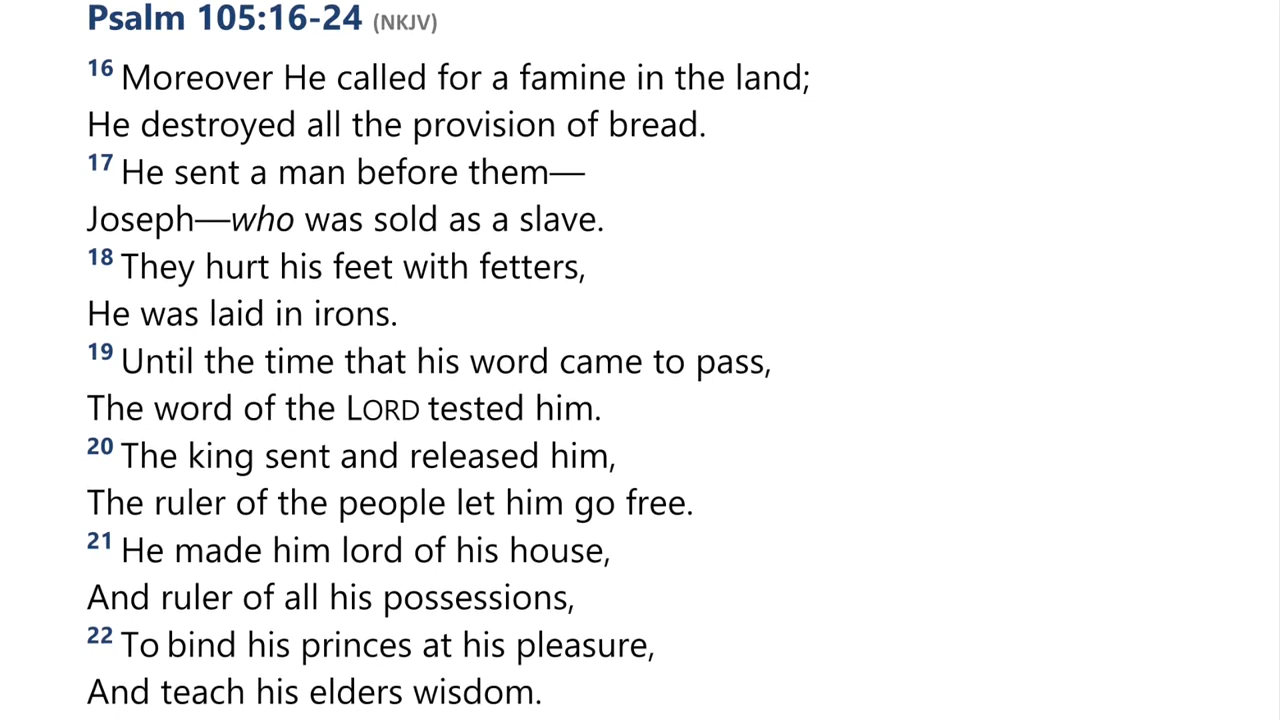 Psalm 105:16-24 (NKJV)
16 Moreover He called for a famine in the land;
He destroyed all the provision of bread.
17 He sent a man before them—
Joseph—who was sold as a slave.
18 They hurt his feet with fetters,
He was laid in irons.
19 Until the time that his word came to pass,
The word of the LORD tested him.
20 The king sent and released him,
The ruler of the people let him go free.
21 He made him lord of his house,
And ruler of all his possessions,
22 To bind his princes at his pleasure,
And teach his elders wisdom.